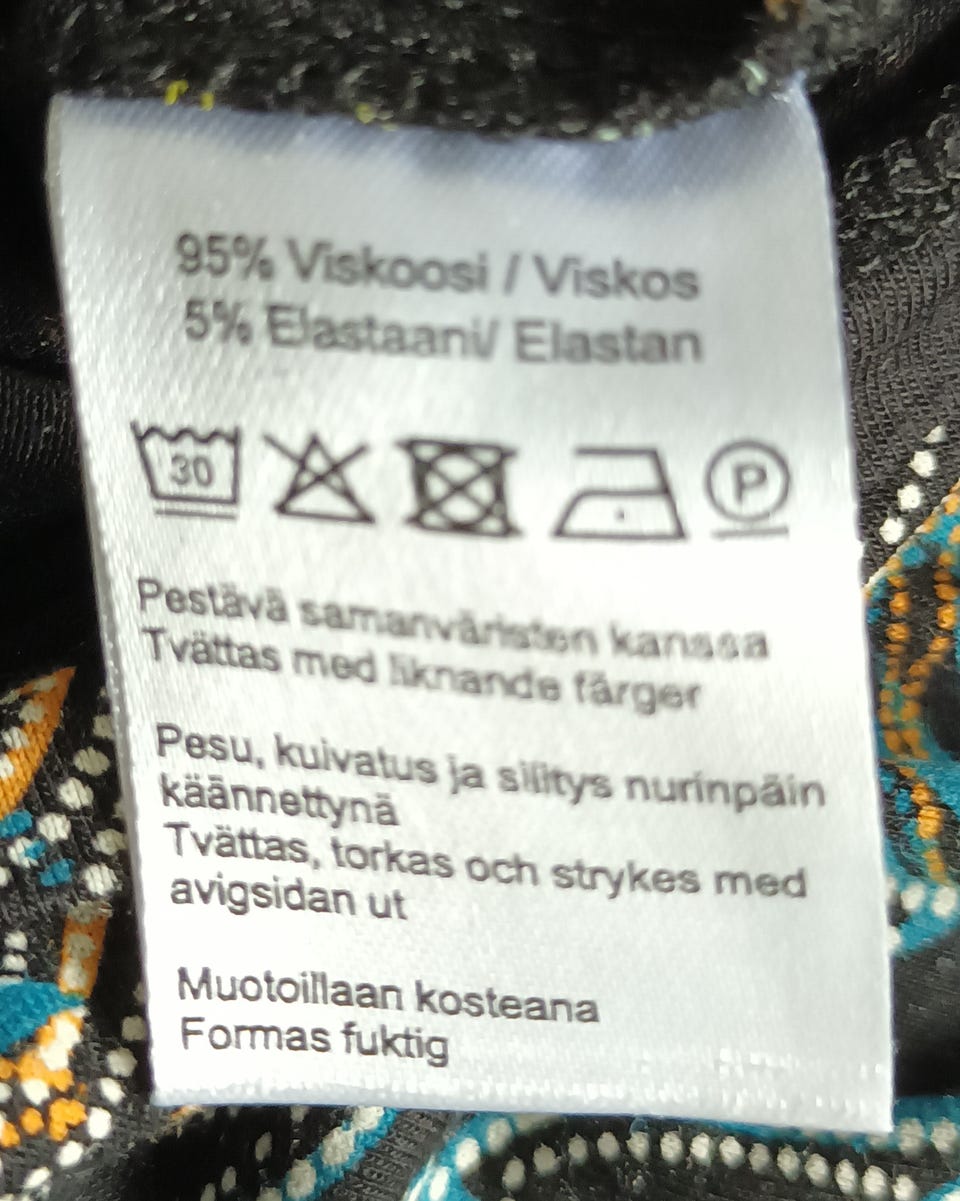 95% Viskoosi / Viskos
5% Elastaani/ Elastan
30 P
Pestävä samanväristen kanssa
Tvättas med liknande färger
Pesu, kuivatus ja silitys nurinpäin
käännettynä
Tvättas, torkas och strykes med
avigsidan ut
Muotoillaan kosteana
Formas fuktig